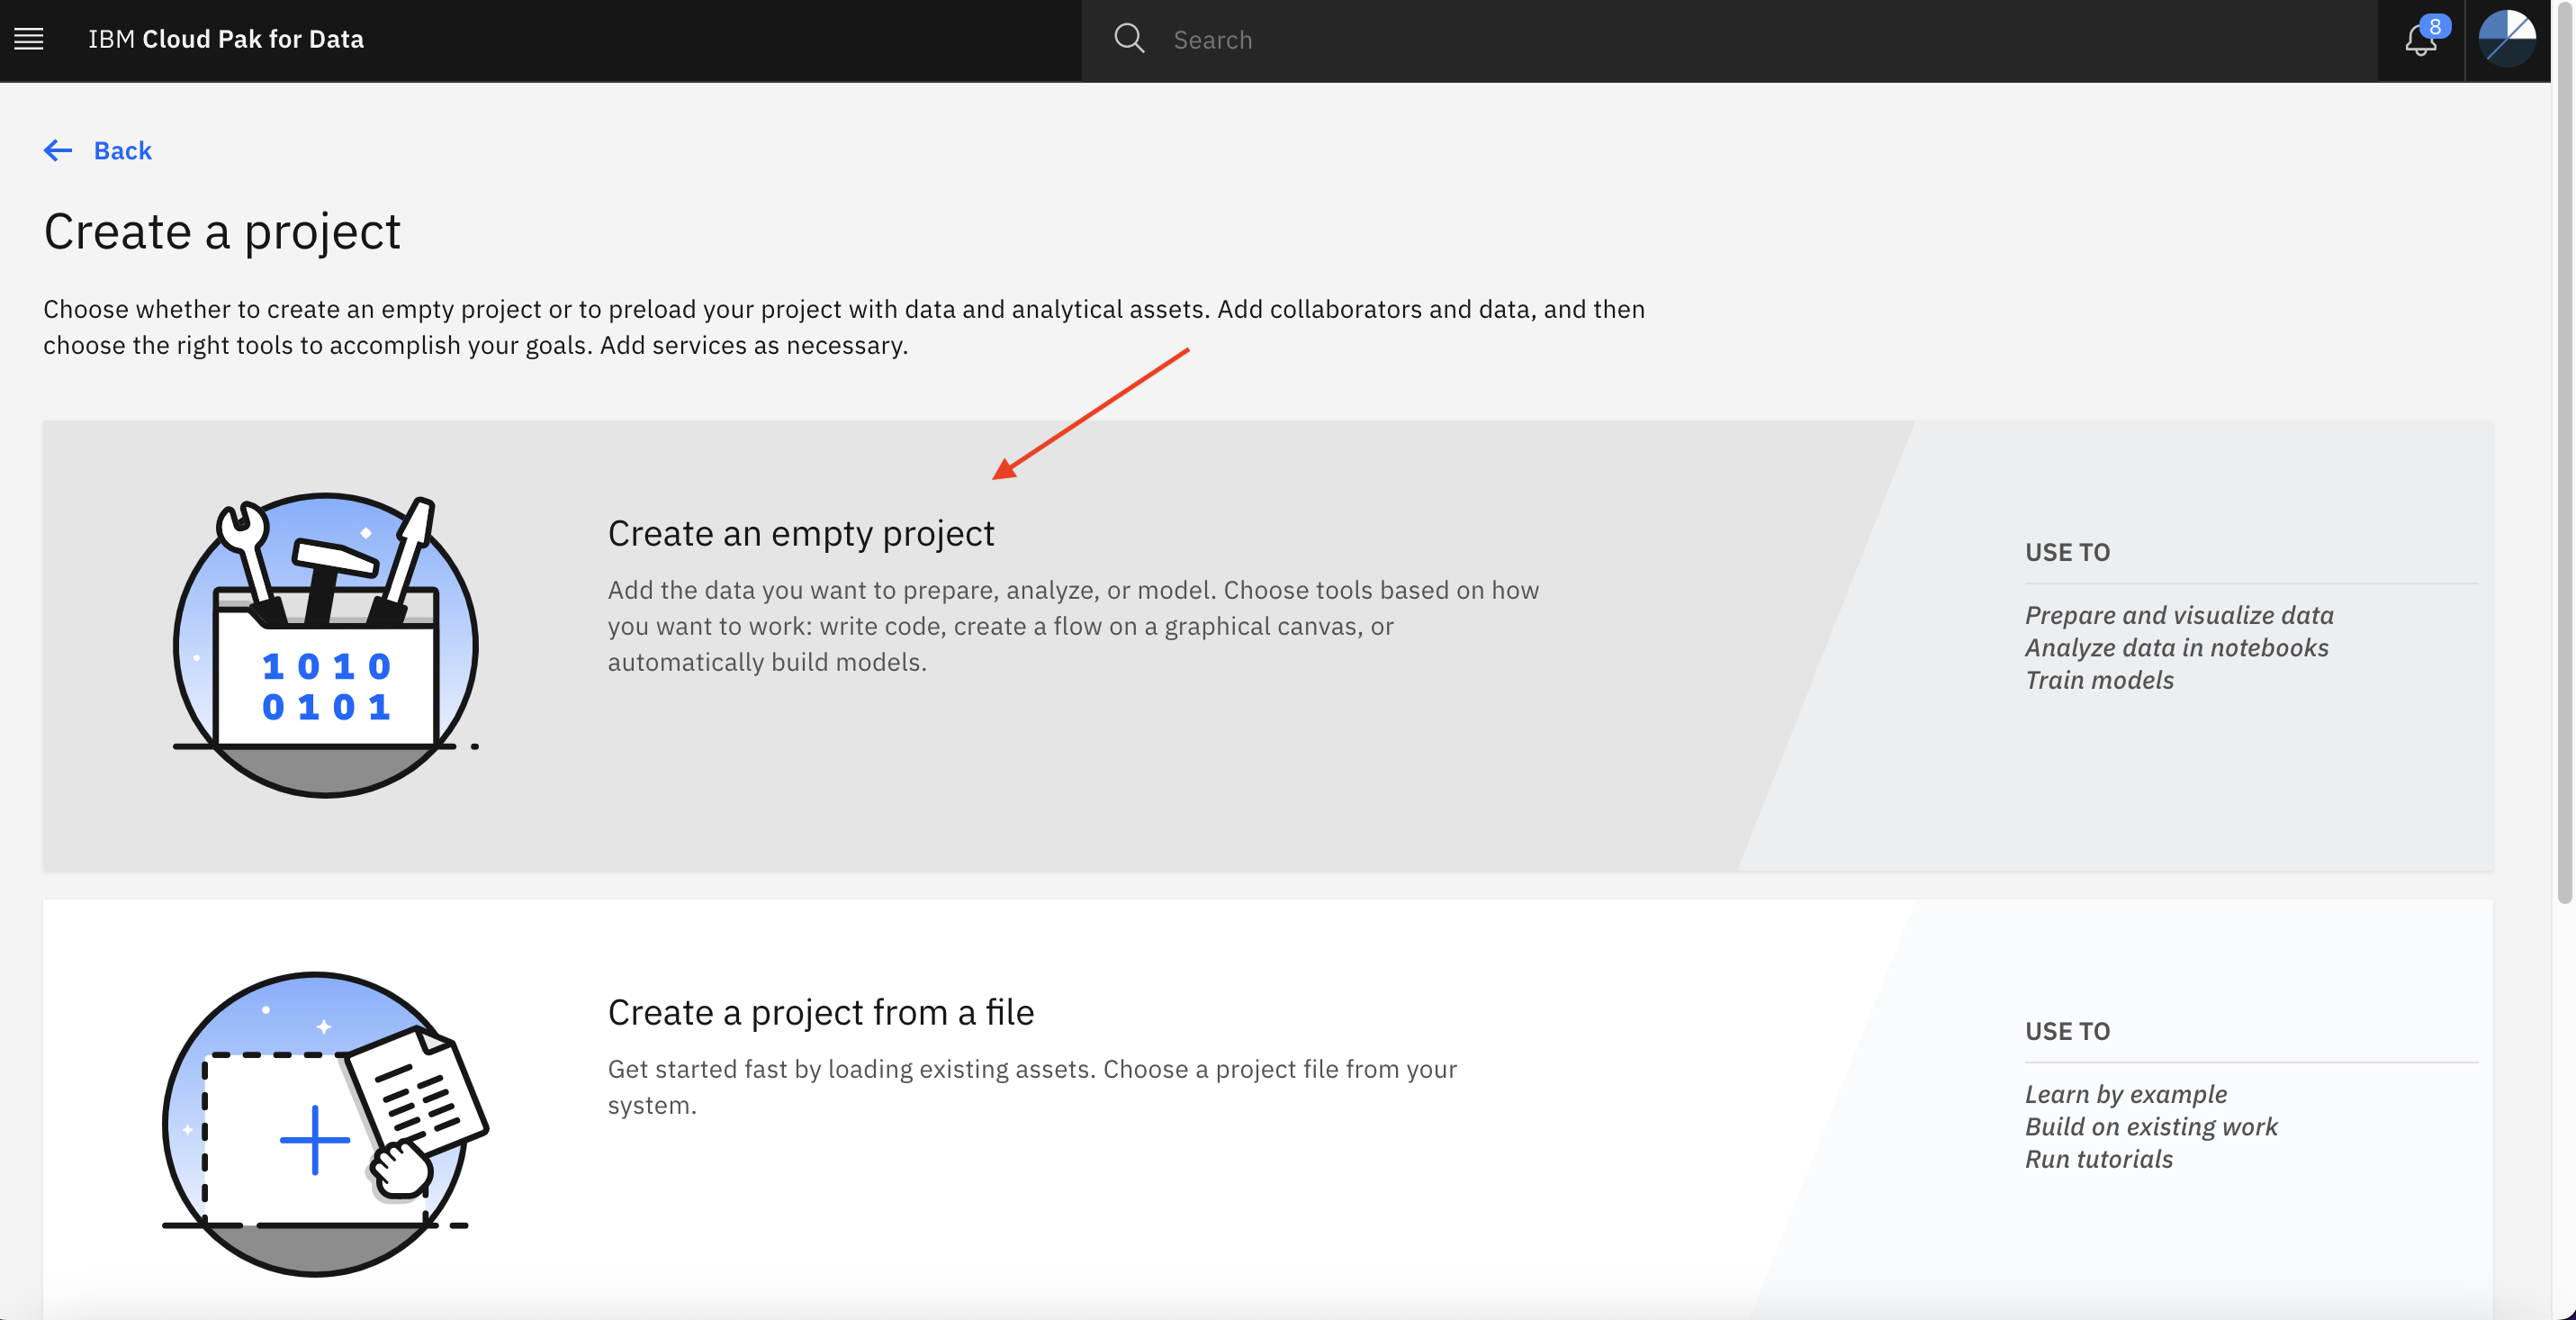 IBM Cloud Pak for Data
Search
8
Back
Create a project
Choose whether to create an empty project or to preload your project with data and analytical assets. Add collaborators and data, and then
choose the right tools to accomplish your goals. Add services as necessary.
Create an empty project
Add the data you want to prepare, analyze, or model. Choose tools based on how
you want to work: write code, create a flow on a graphical canvas, or
automatically build models.
1 0 1 0
0 1 0 1
USE TO
Prepare and visualize data
Analyze data in notebooks
Train models
Create a project from a file
Get started fast by loading existing assets. Choose a project file from your
system.
USE TO
Learn by example
Build on existing work
Run tutorials